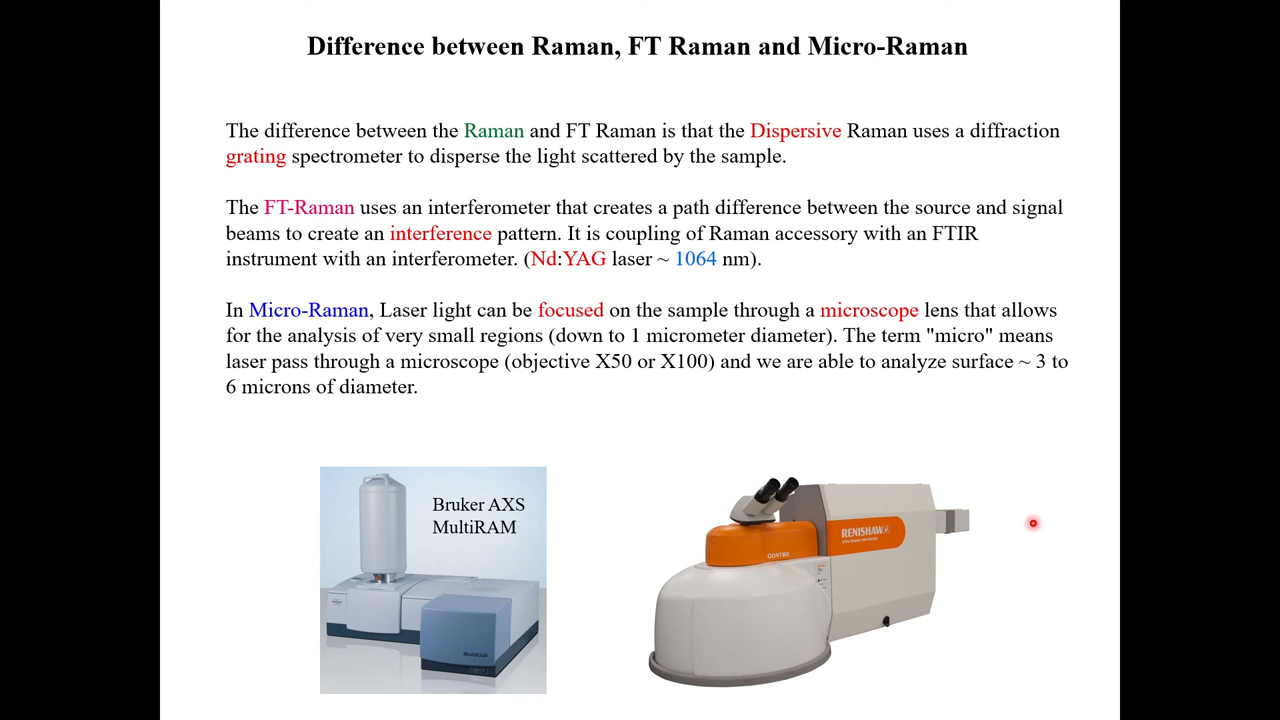 Difference between Raman, FT Raman and Micro-Raman
The difference between the Raman and FT Raman is that the Dispersive Raman uses a diffraction
grating spectrometer to disperse the light scattered by the sample.
The FT-Raman uses an interferometer that creates a path difference between the source and signal
beams to create an interference pattern. It is coupling of Raman accessory with an FTIR
instrument with an interferometer. (Nd:YAG laser ~ 1064 nm).
In Micro-Raman, Laser light can be focused on the sample through a microscope lens that allows
for the analysis of very small regions (down to 1 micrometer diameter). The term "micro" means
laser pass through a microscope (objective X50 or X100) and we are able to analyze surface ~ 3 to
6 microns of diameter.
Bruker AXS
MultiRAM
MultiRAM
RENISHAW
QONTOR